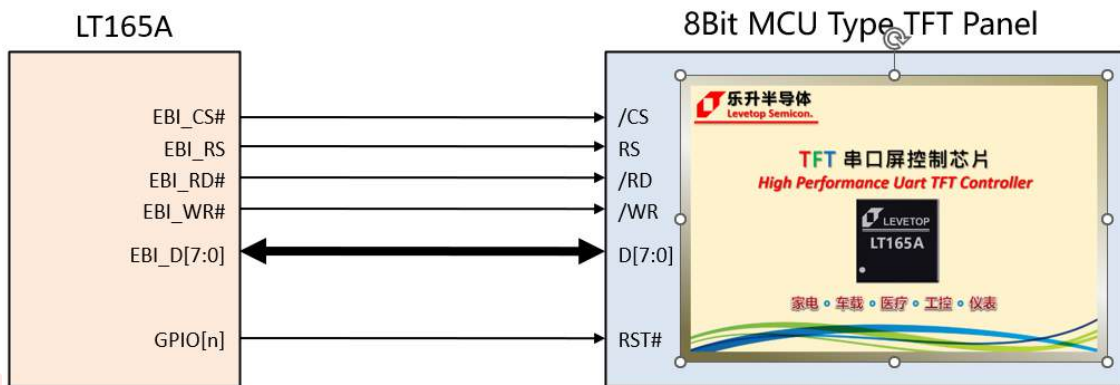 LT165A
8Bit MCU Type TFT Panel
EBI_CS#
EBI_RS
EBI_RD#
EBI_WR#
EBI_D[7:0]
GPIO[n]
/CS
RS
/RD
/WR
D[7:0]
RST#
乐升半导体
Levetop Semicon.
TFT 串口屏控制芯片
High Performance Uart TFT Controller
LEVETOP
LT165A
家电 • 车载 • 医疗 • 工控 • 仪表